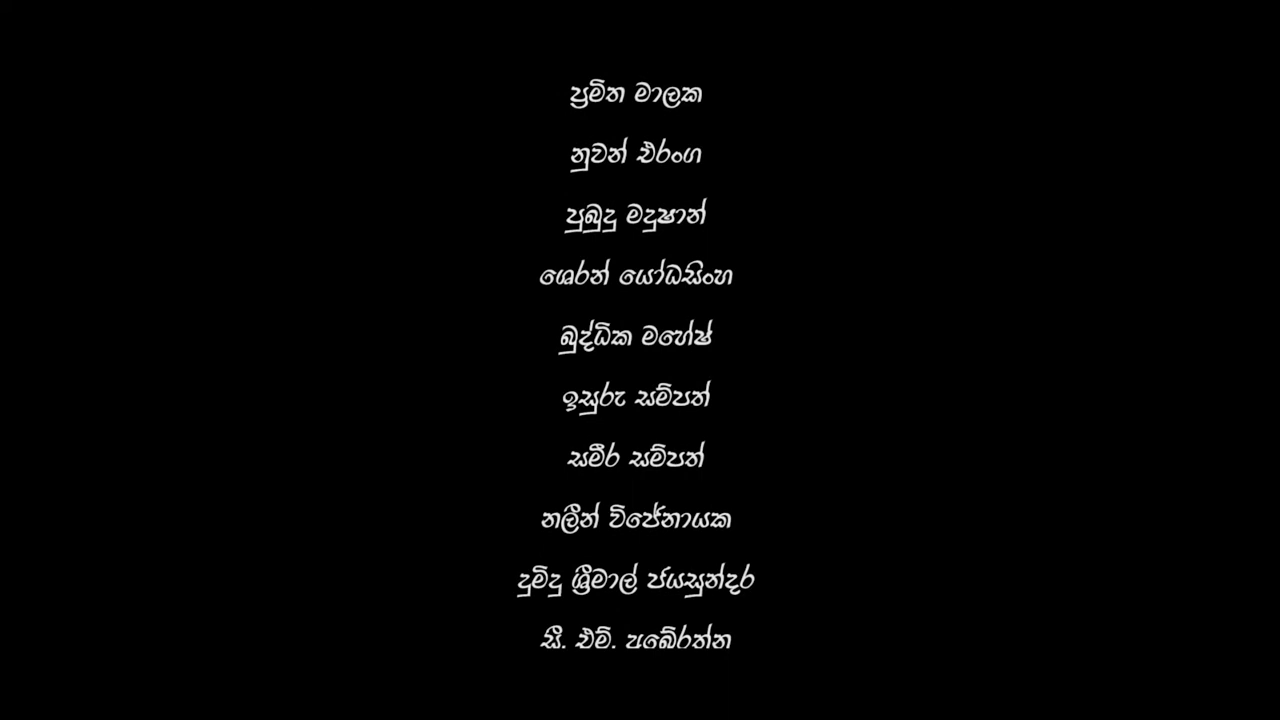 ප්‍රමිත මාලක
නුවන් එරංග
පුබුදු මදුෂාන්
ශෙරන් යෝධසිංහ
බුද්ධික මහේෂ්
ඉසුරු සම්පත්
සමීර සම්පත්
නලීන් විජේනායක
දුමිදු ශ්‍රීමාල් ජයසුන්දර
සී. එම්. අබේරත්න